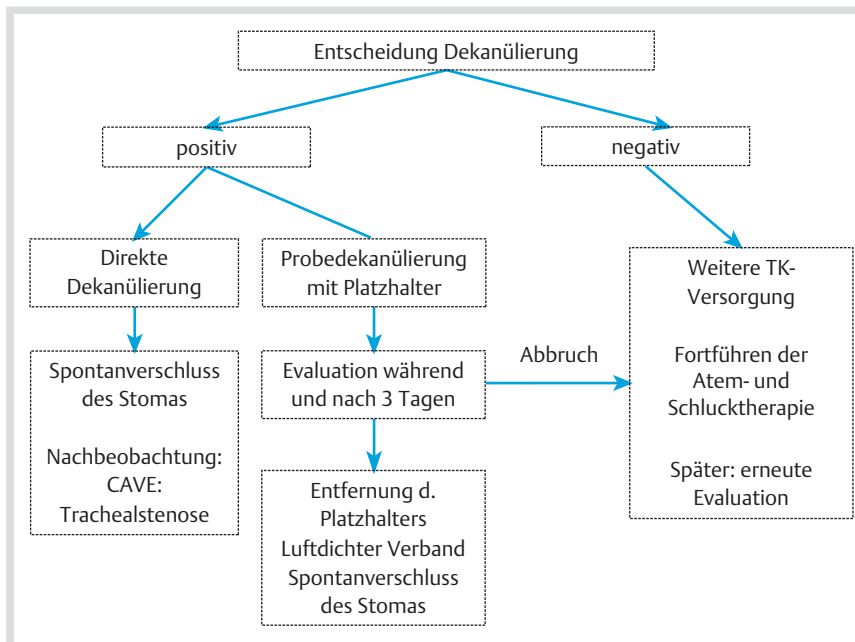 Entscheidung Dekanülierung
positiv
negativ
Direkte
Dekanülierung
Probedekanülierung
mit Platzhalter
Weitere TK-
Versorgung
Fortführen der
Atem- und
Schlucktherapie
Später: erneute
Evaluation
Spontanverschluss
des Stomas
Nachbeobachtung:
CAVE:
Trachealstenose
Evaluation während
und nach 3 Tagen
Abbruch
Entfernung d.
Platzhalters
Luftdichter Verband
Spontanverschluss
des Stomas